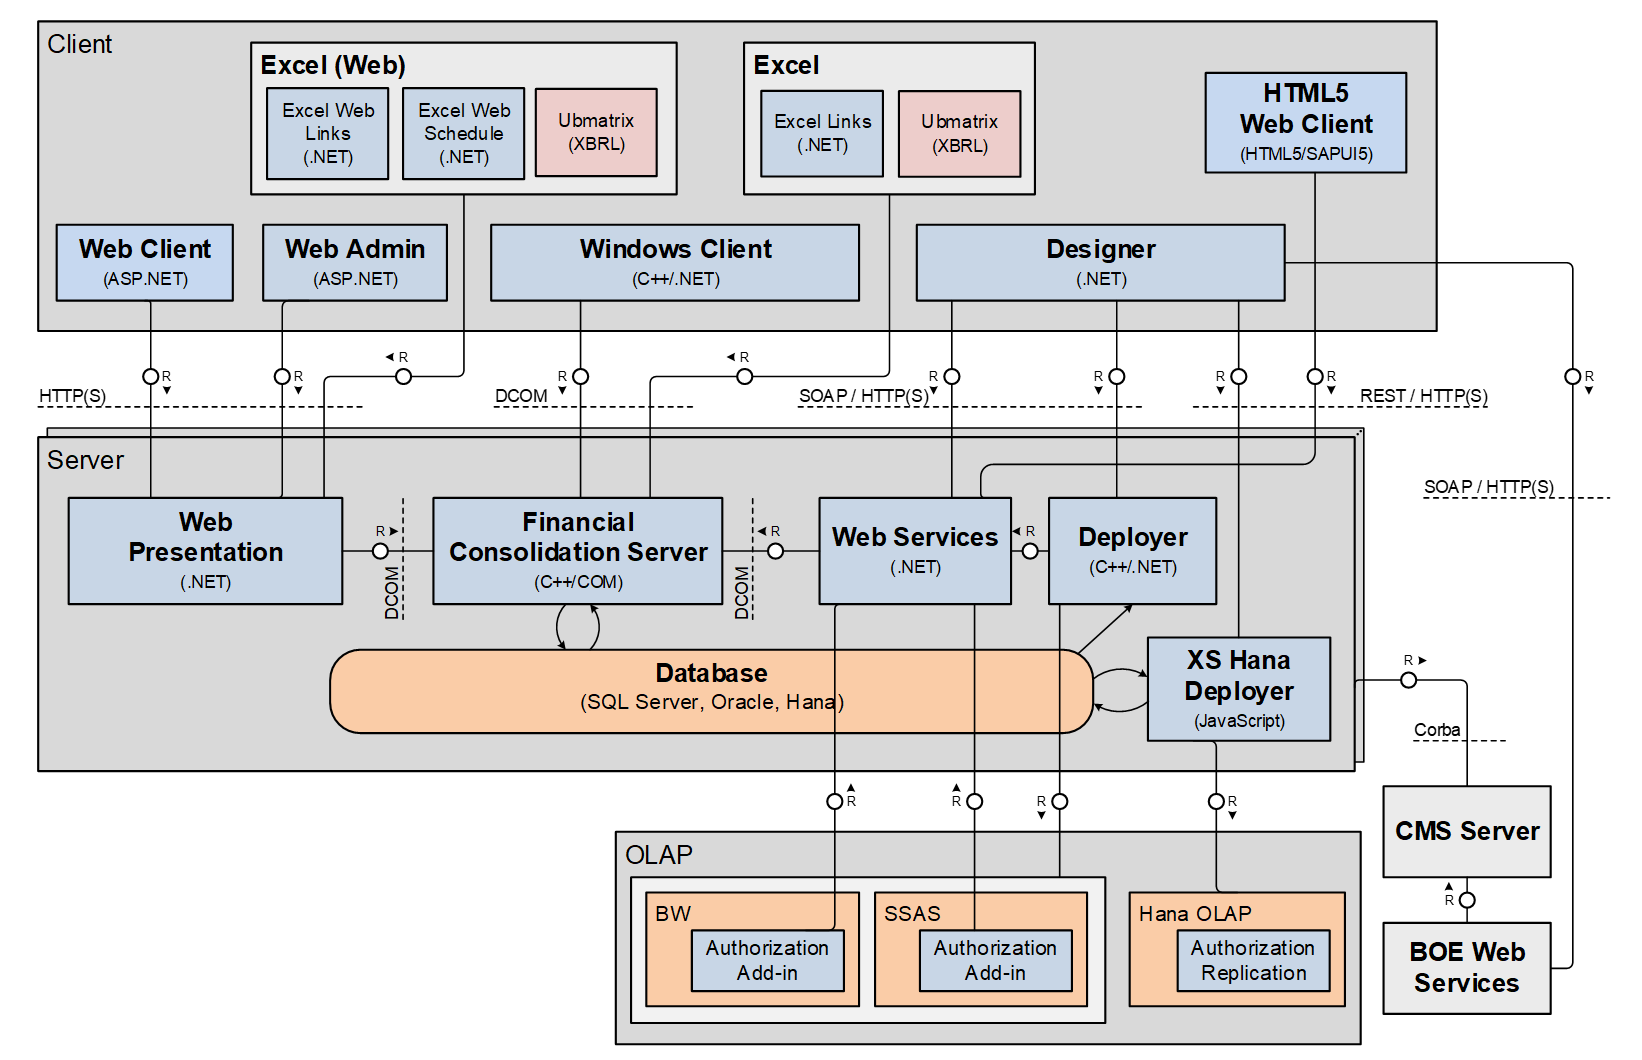 Client
Excel (Web)
Excel Web
Links
(.NET)
Excel Web
Schedule
(.NET)
Ubmatrix
(XBRL)
Excel
Excel Links
(.NET)
Ubmatrix
(XBRL)
HTML5
Web Client
(HTML5/SAPUI5)
Web Client
(ASP.NET)
Web Admin
(ASP.NET)
Windows Client
(C++/.NET)
Designer
(.NET)
R
R
R
R
R
R
R
R
R
R
HTTP(S)
DCOM
SOAP / HTTP(S)
REST / HTTP(S)
SOAP / HTTP(S)
Server
Web
Presentation
(.NET)
R
DCOM
Financial
Consolidation Server
(C++/COM)
R
DCOM
Web Services
(.NET)
R
Deployer
(C++/.NET)
Database
(SQL Server, Oracle, Hana)
XS Hana
Deployer
(JavaScript)
R
Corba
R
R
R
R
OLAP
BW
Authorization
Add-in
SSAS
Authorization
Add-in
Hana OLAP
Authorization
Replication
CMS Server
R
BOE Web
Services